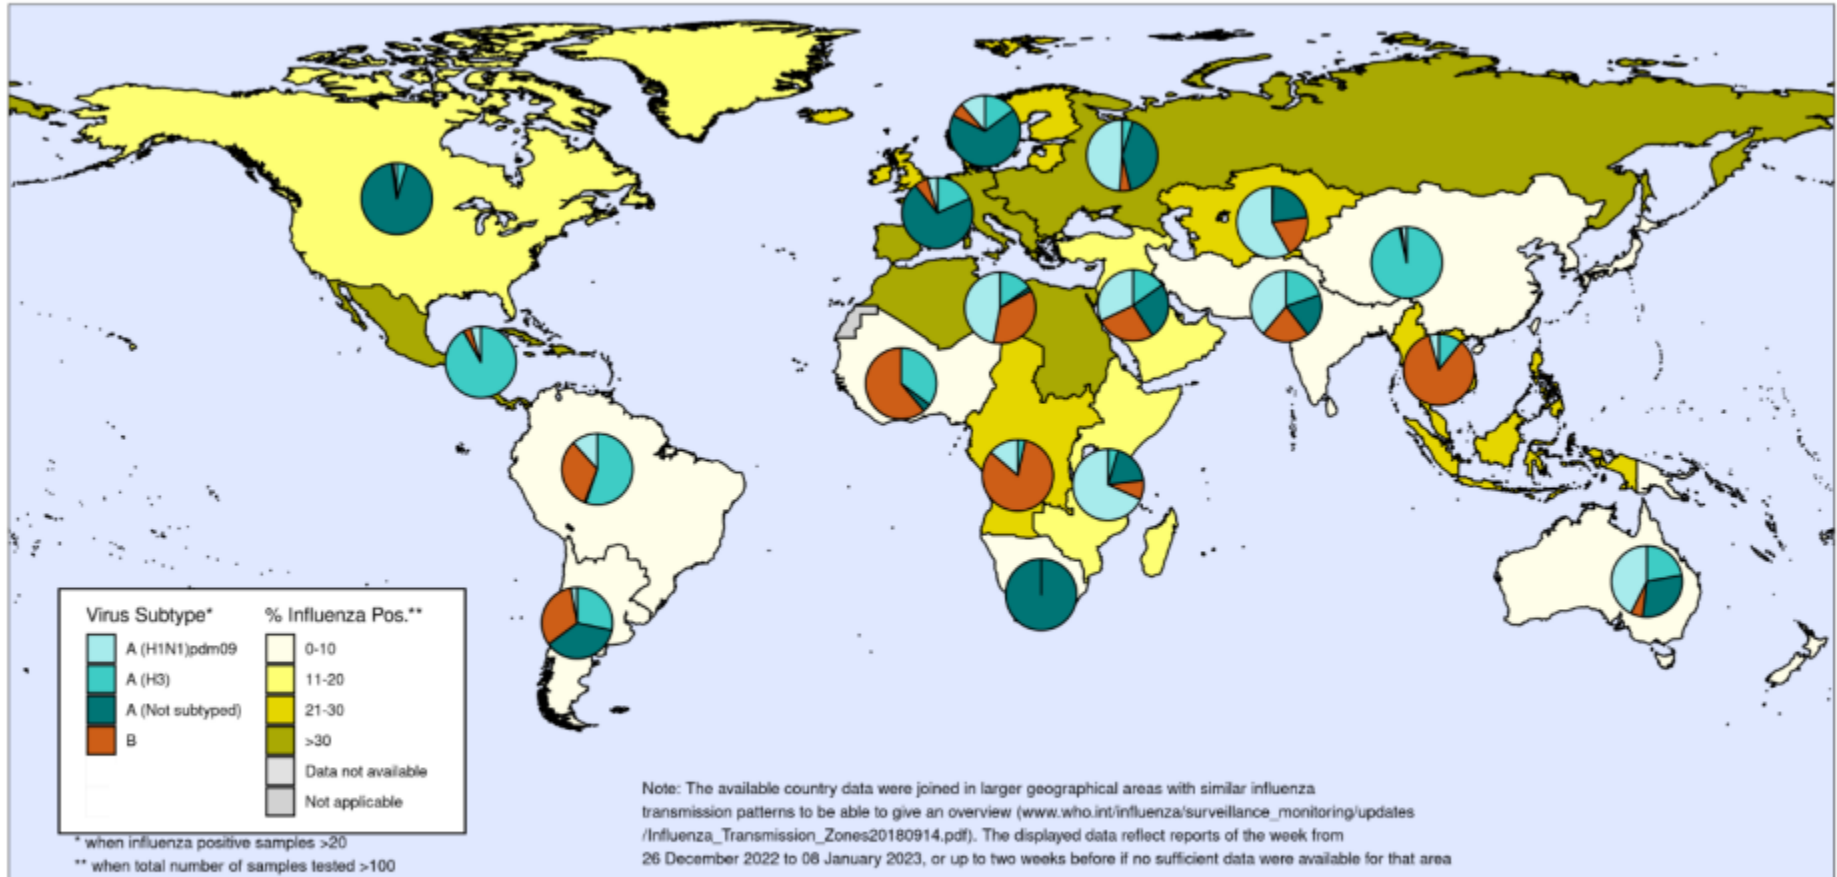 Virus Subtype*
A (H1N1)pdm09
A (H3)
A (Not subtyped)
B
% Influenza Pos.**
0-10
11-20
21-30
>30
Data not available
Not applicable
* when influenza positive samples >20
** when total number of samples tested >100
Note: The available country data were joined in larger geographical areas with similar influenza
transmission patterns to be able to give an overview (www.who.int/influenza/surveillance_monitoring/updates
/Influenza_Transmission_Zones20180914.pdf). The displayed data reflect reports of the week from
26 December 2022 to 08 January 2023, or up to two weeks before if no sufficient data were available for that area